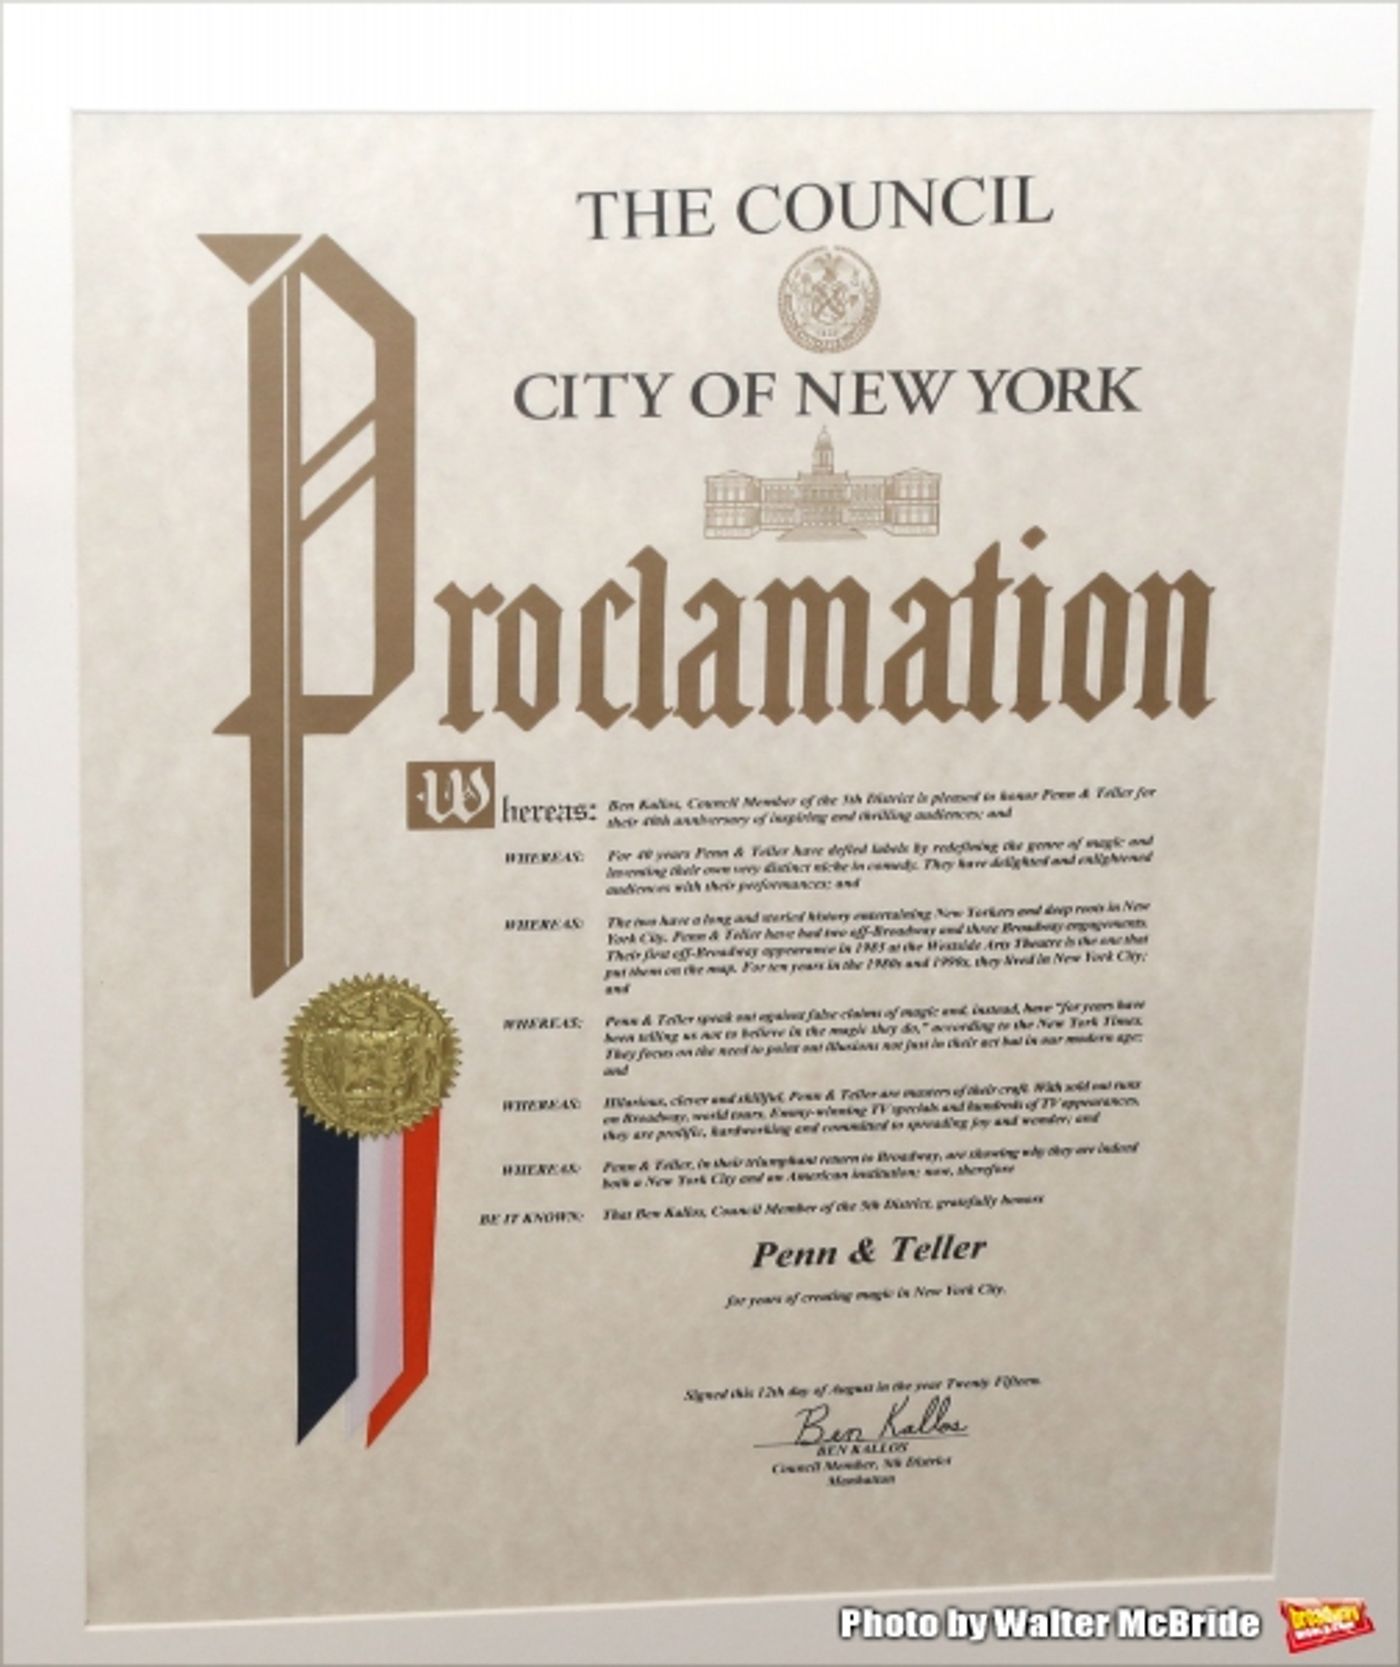 THE COUNCIL
CITY OF NEW YORK
Proclamation
Whereas: Ben Kallos, Council Member of the 5th District is pleased to honor Penn & Teller for
their 40th anniversary of inspiring and thrilling audiences; and
WHEREAS: For 40 years Penn & Teller have defied labels by redefining the genre of magic and
inventing their own very distinct niche in comedy. They have delighted and enlightened
audiences with their performances; and
WHEREAS: The two have a long and storied history entertaining New Yorkers and deep roots in New
York City. Penn & Teller have had two off-Broadway and three Broadway engagements.
Their first off-Broadway appearance in 1985 at the Westside Arts Theatre is the one that
put them on the map. For ten years in the 1980s and 1990s, they lived in New York City;
and
WHEREAS: Penn & Teller speak out against false claims of magic and, instead, have "for years have
been telling us not to believe in the magic they do," according to the New York Times.
They focus on the need to point out illusions not just in their act but in our modern age;
and
WHEREAS: Hilarious, clever and skillful, Penn & Teller are masters of their craft. With sold out runs
on Broadway, world tours, Emmy-winning TV specials and hundreds of TV appearances,
they are prolific, hardworking and committed to spreading joy and wonder; and
WHEREAS: Penn & Teller, in their triumphant return to Broadway, are showing why they are indeed
both a New York City and an American institution; now, therefore
BE IT KNOWN: That Ben Kallos, Council Member of the 5th District, gratefully honors
Penn & Teller
for years of creating magic in New York City.
Signed this 12th day of August in the year Twenty Fifteen.
Ben Kallos
BEN KALLOS
Council Member, 5th District
Manhattan
Photo by Walter McBride
broadway
world.com